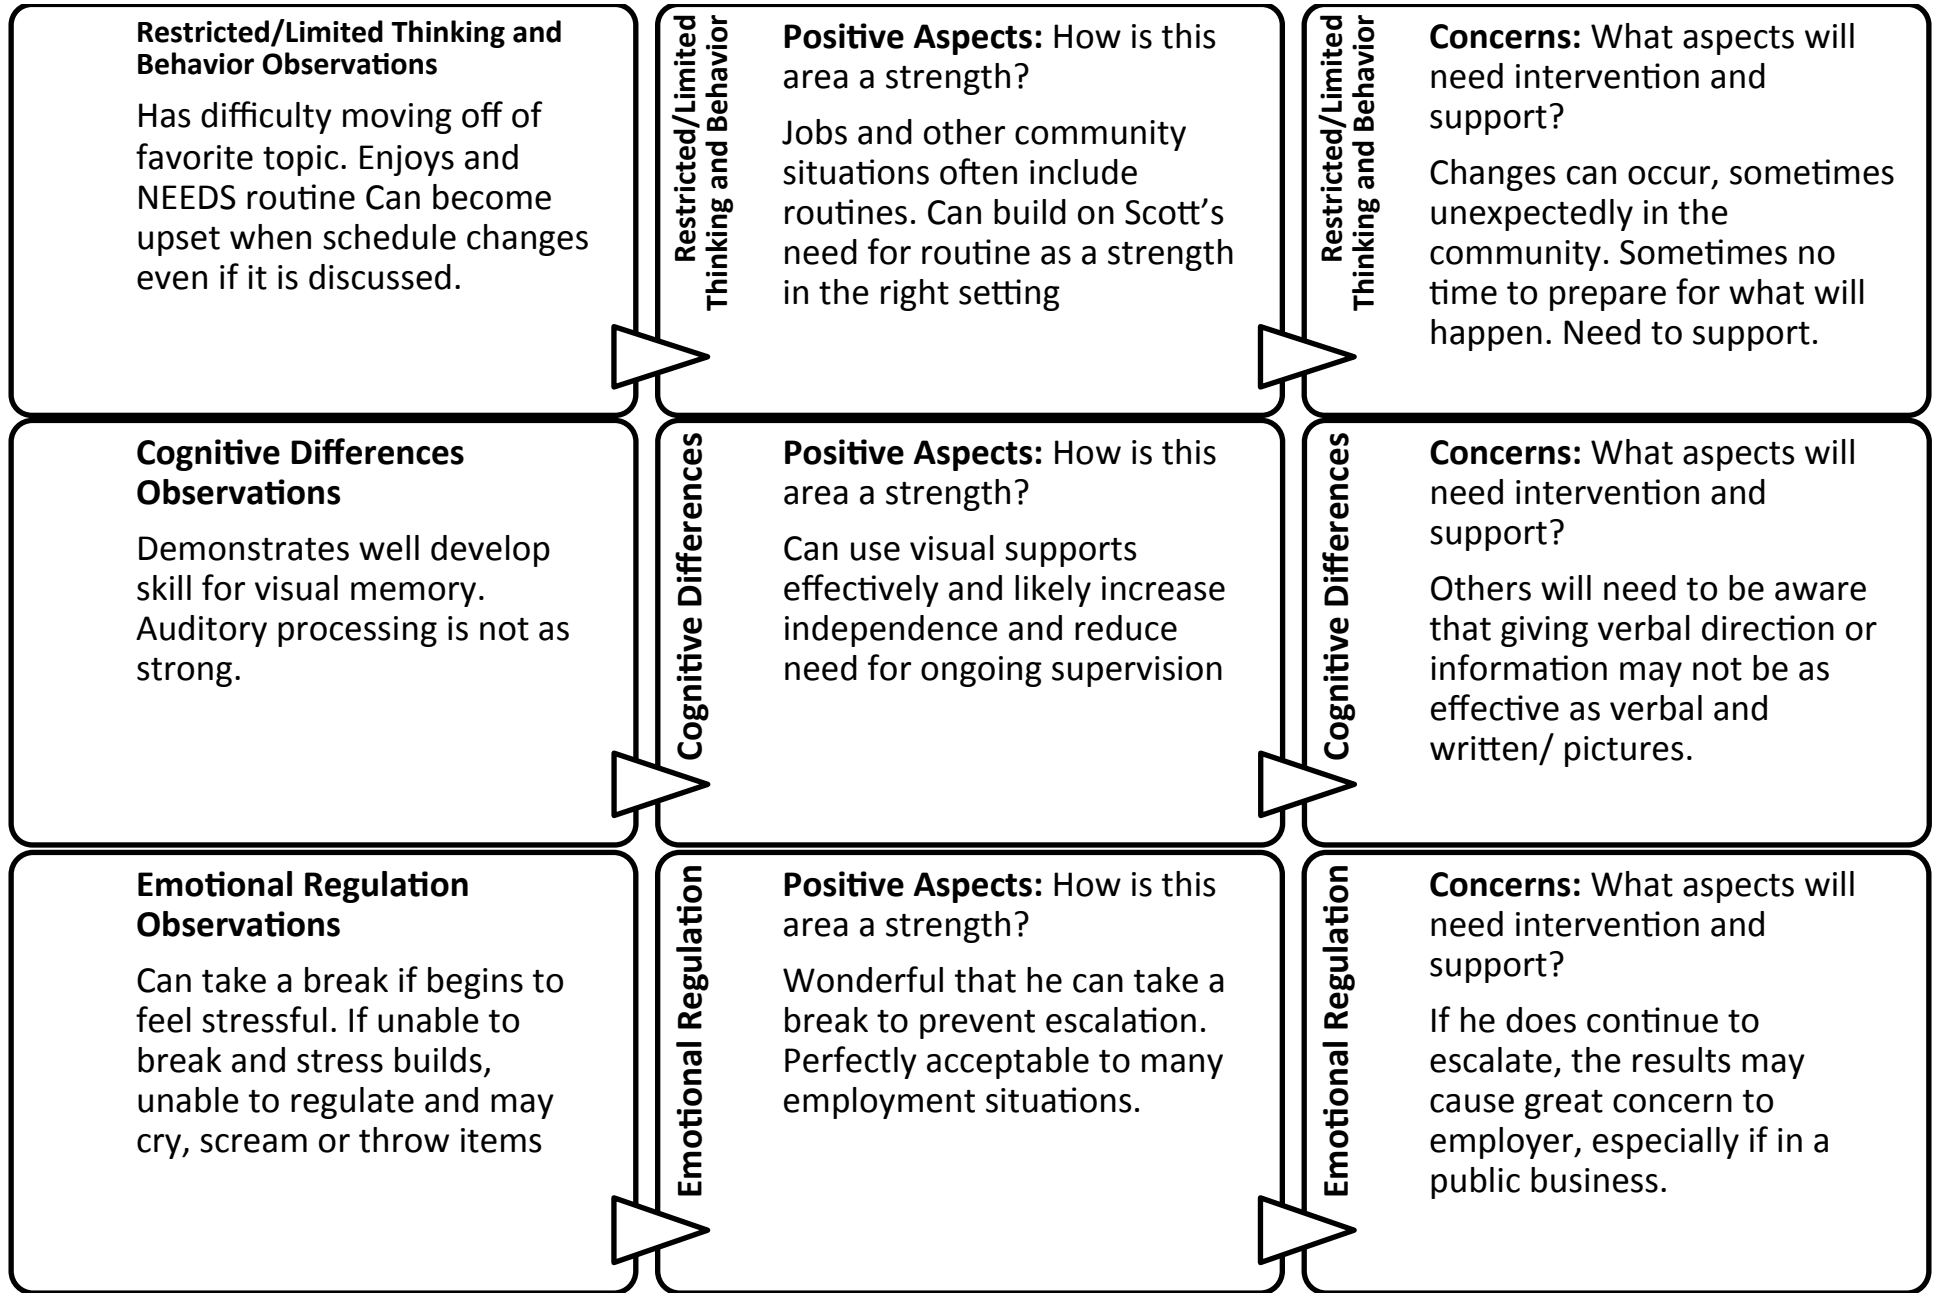 Restricted/Limited Thinking and
Behavior Observations
Has difficulty moving off of
favorite topic. Enjoys and
NEEDS routine Can become
upset when schedule changes
even if it is discussed.
Restricted/Limited
Thinking and Behavior
Positive Aspects: How is this
area a strength?
Jobs and other community
situations often include
routines. Can build on Scott’s
need for routine as a strength
in the right setting
Restricted/Limited
Thinking and Behavior
Concerns: What aspects will
need intervention and
support?
Changes can occur, sometimes
unexpectedly in the
community. Sometimes no
time to prepare for what will
happen. Need to support.
Cognitive Differences
Observations
Demonstrates well develop
skill for visual memory.
Auditory processing is not as
strong.
Cognitive Differences
Positive Aspects: How is this
area a strength?
Can use visual supports
effectively and likely increase
independence and reduce
need for ongoing supervision
Cognitive Differences
Concerns: What aspects will
need intervention and
support?
Others will need to be aware
that giving verbal direction or
information may not be as
effective as verbal and
written/ pictures.
Emotional Regulation
Observations
Can take a break if begins to
feel stressful. If unable to
break and stress builds,
unable to regulate and may
cry, scream or throw items
Emotional Regulation
Positive Aspects: How is this
area a strength?
Wonderful that he can take a
break to prevent escalation.
Perfectly acceptable to many
employment situations.
Emotional Regulation
Concerns: What aspects will
need intervention and
support?
If he does continue to
escalate, the results may
cause great concern to
employer, especially if in a
public business.